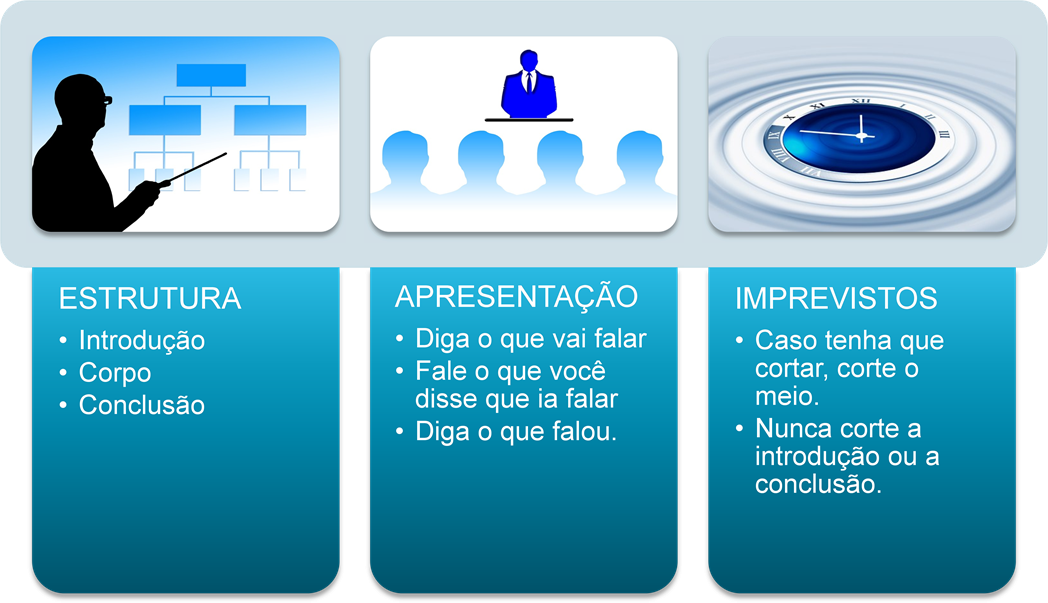 ESTRUTURA
• Introdução
• Corpo
• Conclusão
APRESENTAÇÃO
• Diga o que vai falar
• Fale o que você
disse que ia falar
• Diga o que falou.
IMPREVISTOS
• Caso tenha que
cortar, corte o
meio.
• Nunca corte a
introdução ou a
conclusão.